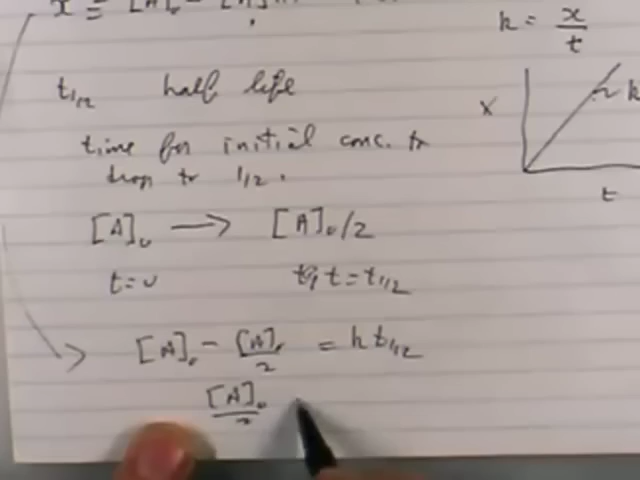 k = x/t
t1/2 half life
x
k
time for initial conc. to
drop to 1/2.
t
[A]₀ → [A]₀/2
t=0 t=t1/2
[A]₀ - [A]₀/2 = kt1/2
[A]₀/2